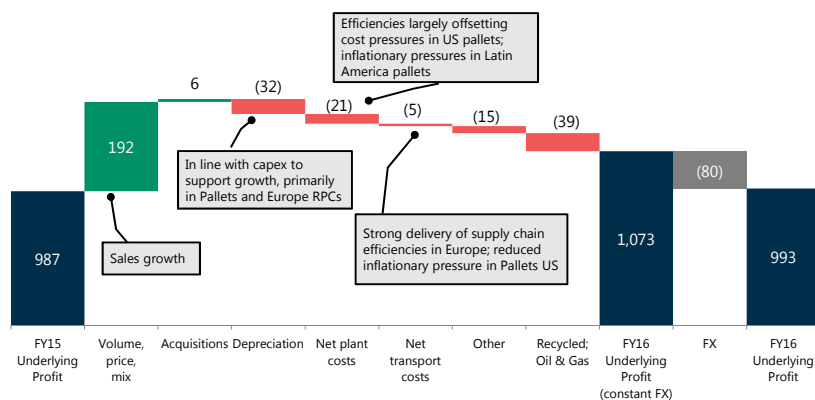 Efficiencies largely offsetting
cost pressures in US pallets;
inflationary pressures in Latin
America pallets
6
(32)
(21)
(5)
(15)
(39)
192
(80)
In line with capex to
support growth, primarily
in Pallets and Europe RPCs
Strong delivery of supply chain
efficiencies in Europe; reduced
inflationary pressure in Pallets US
Sales growth
987
1,073
993
FY15
Underlying
Profit
Volume,
price,
mix
Acquisitions
Depreciation
Net plant
costs
Net
transport
costs
Other
Recycled;
Oil & Gas
FY16
Underlying
Profit
(constant FX)
FX
FY16
Underlying
Profit